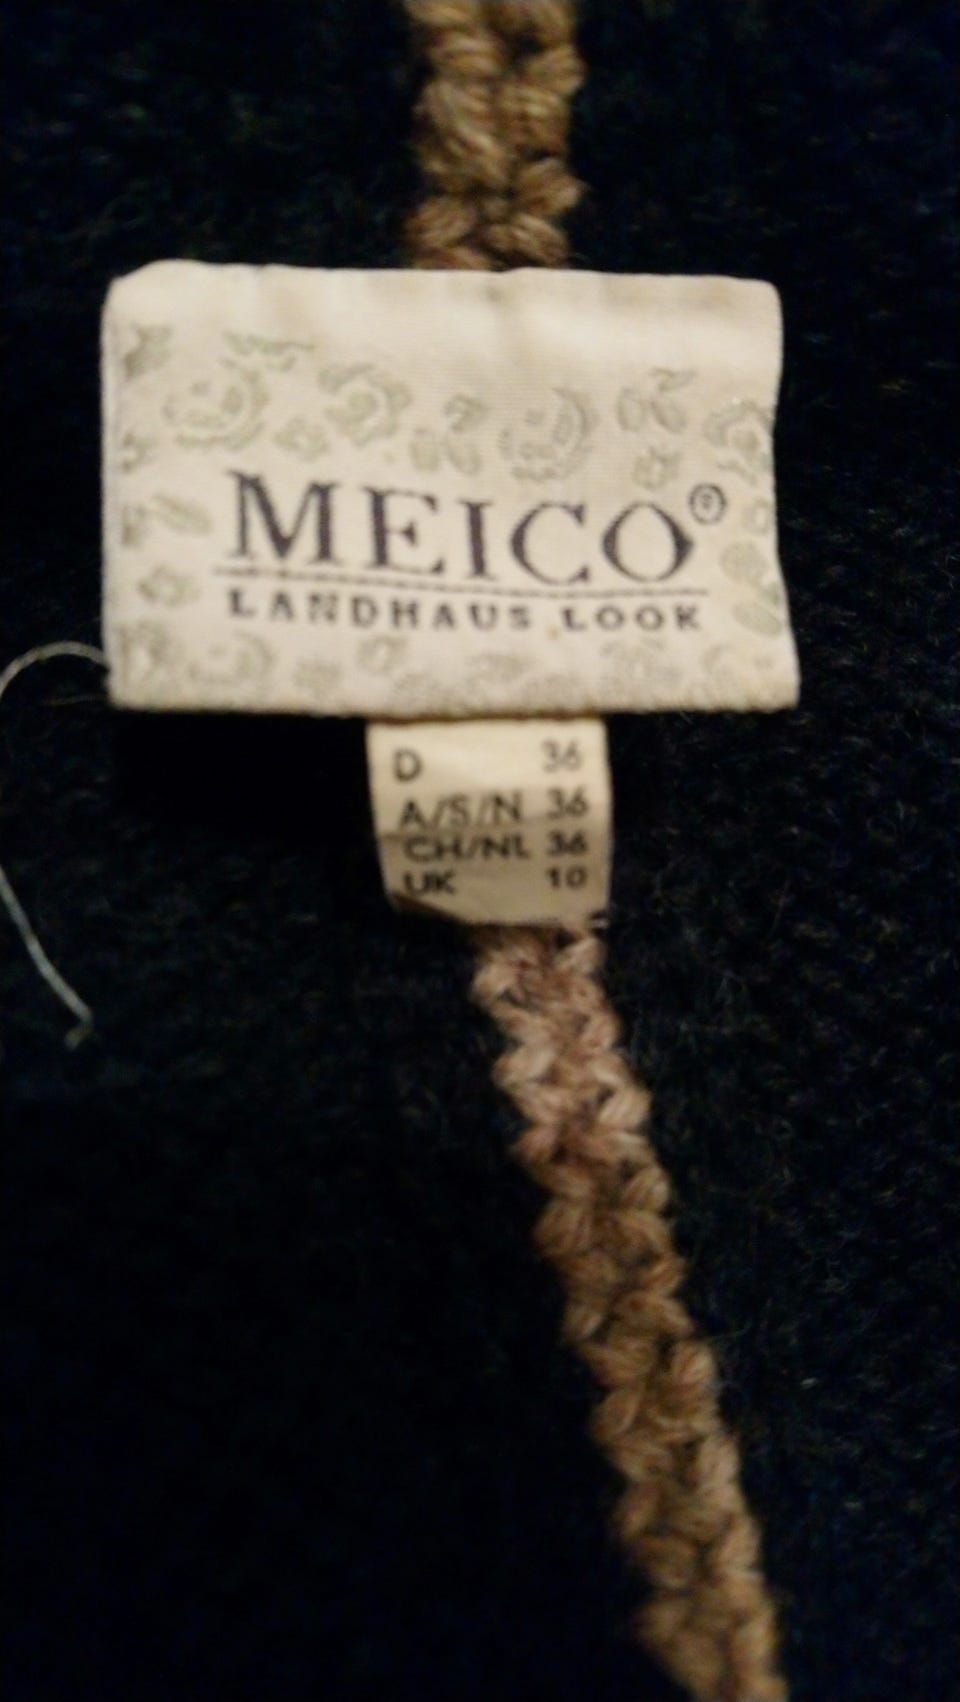 MEICO®
LANDHAUS LOOK
D 36
A/S/N 36
CH/NL 36
UK 10